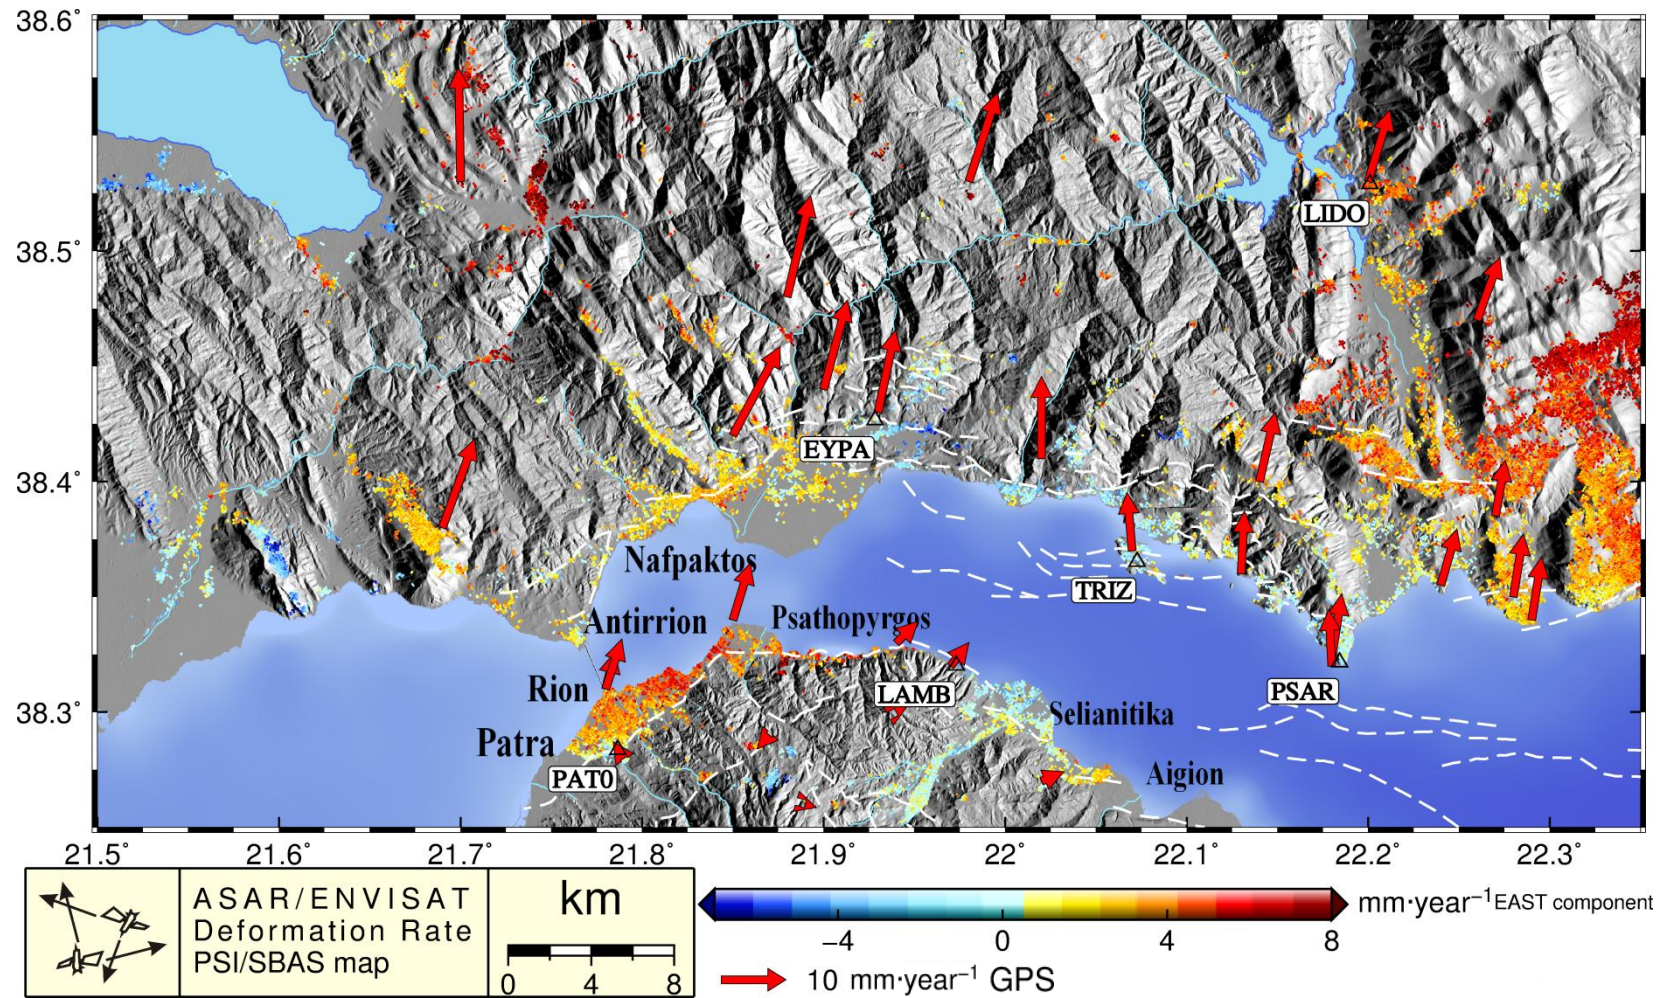 38.6°
38.5°
38.4°
38.3°
LIDO
EYPA
Nafpaktos
TRIZ
Antirrion
Psathopyrgos
Rion
LAMB
PSAR
Selianitika
Patra
PAT0
Aigion
21.5°
21.6°
21.7°
21.8°
21.9°
22°
22.1°
22.2°
22.3°
ASAR/ENVISAT
Deformation Rate
PSI/SBAS map
km
0
4
8
−4
0
4
8
mm·year⁻¹ EAST component
10 mm·year⁻¹ GPS